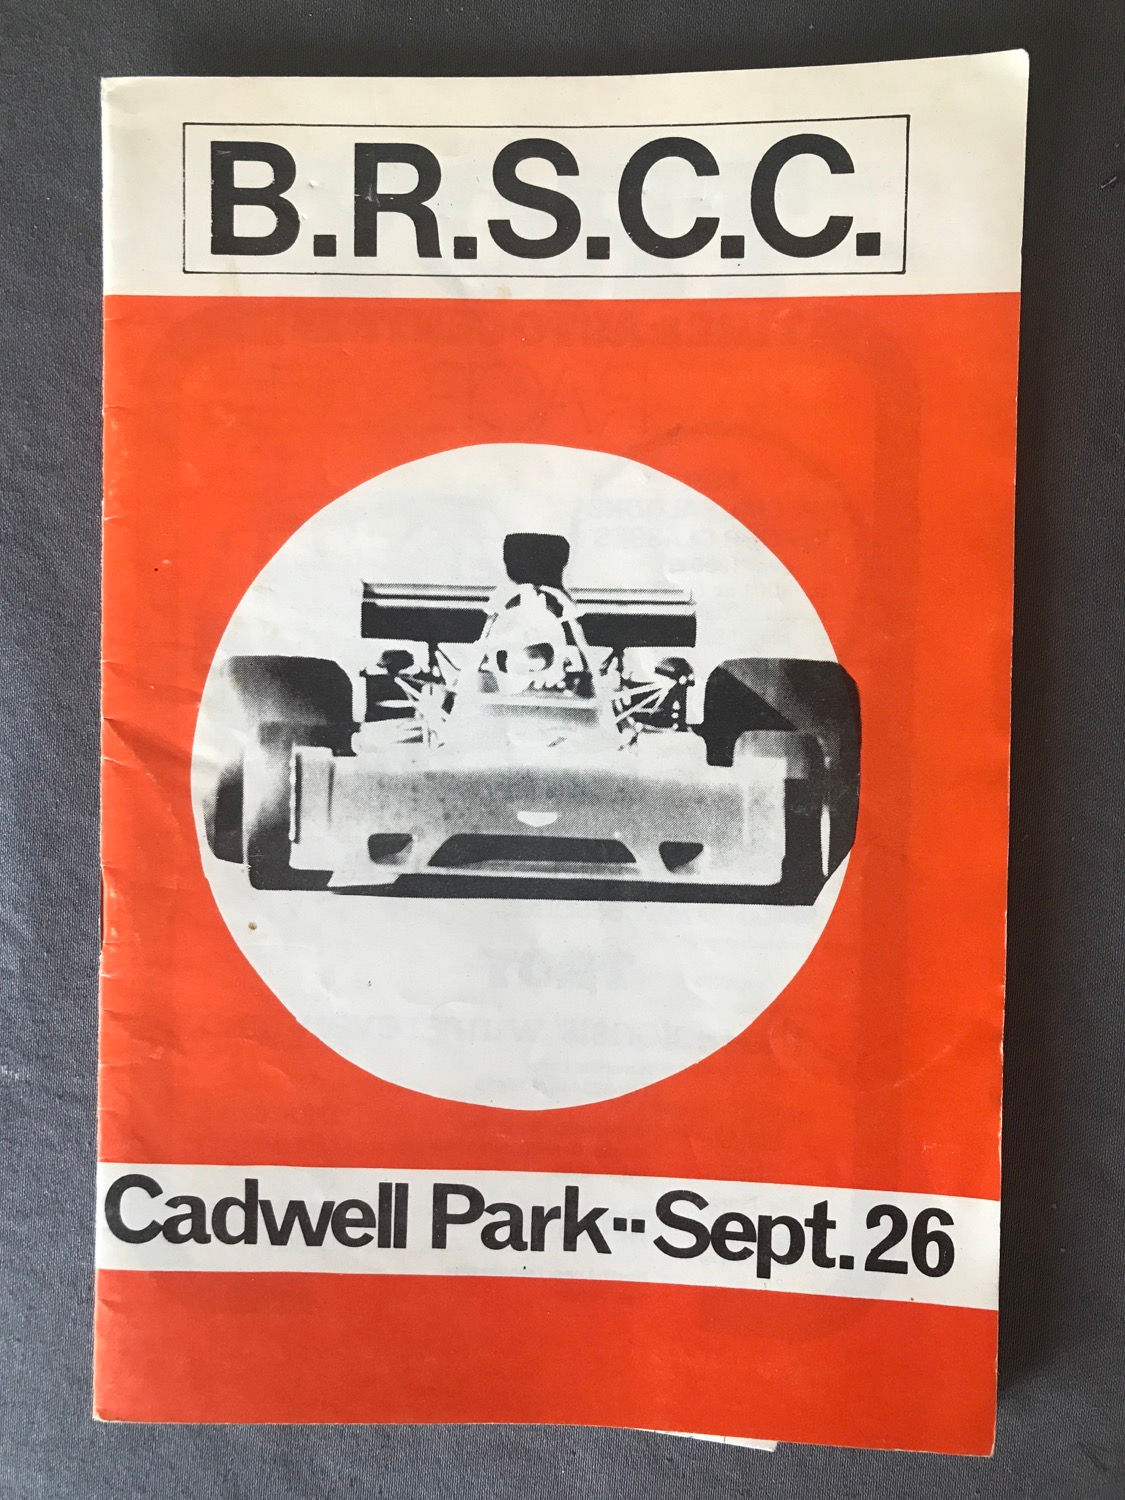 B.R.S.C.C.
Cadwell Park--Sept. 26